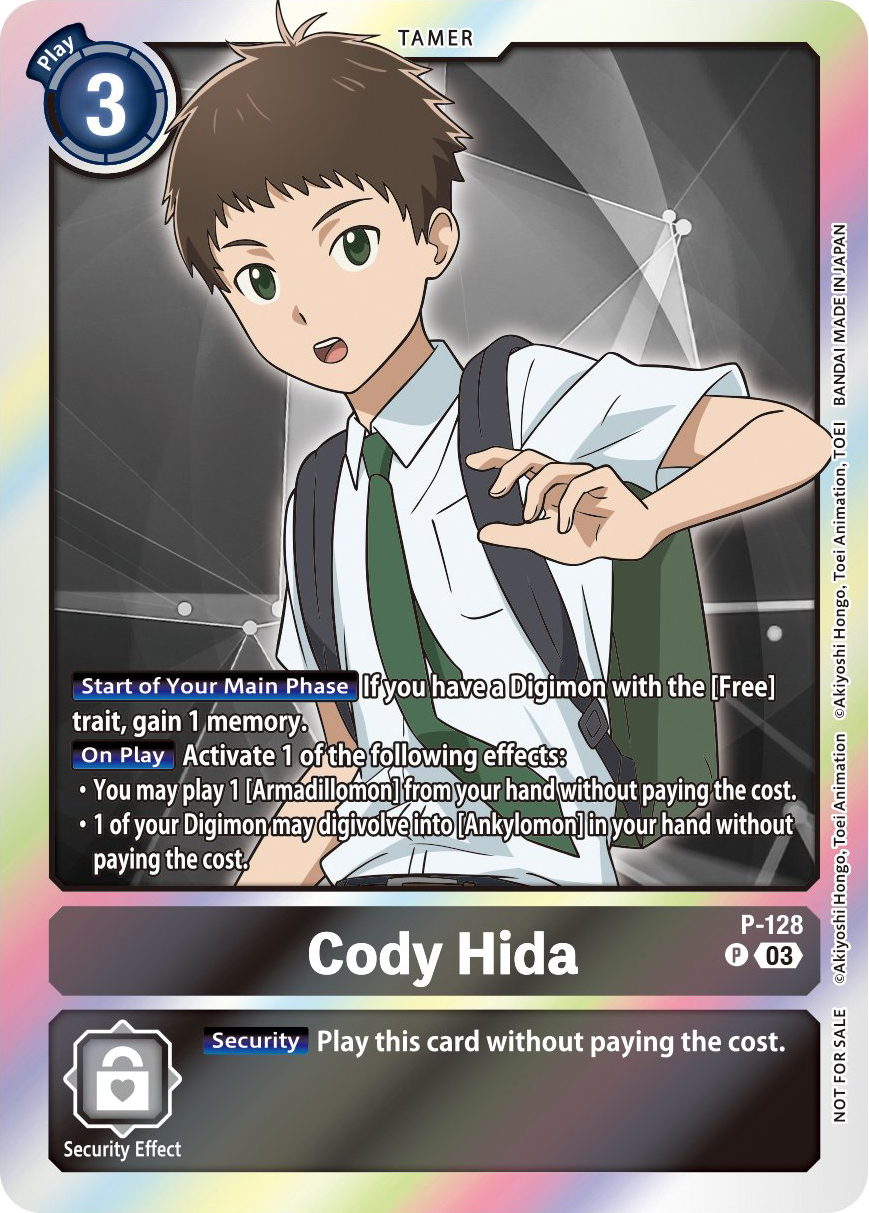 TAMER
Play
3
Start of Your Main Phase If you have a Digimon with the [Free]
trait, gain 1 memory.
On Play Activate 1 of the following effects:
・You may play 1 [Armadillomon] from your hand without paying the cost.
・1 of your Digimon may digivolve into [Ankylomon] in your hand without
paying the cost.
P-128
Cody Hida
P 03
Security Play this card without paying the cost.
Security Effect
©Akiyoshi Hongo, Toei Animation, TOEI BANDAI MADE IN JAPAN
©Akiyoshi Hongo, Toei Animation
NOT FOR SALE